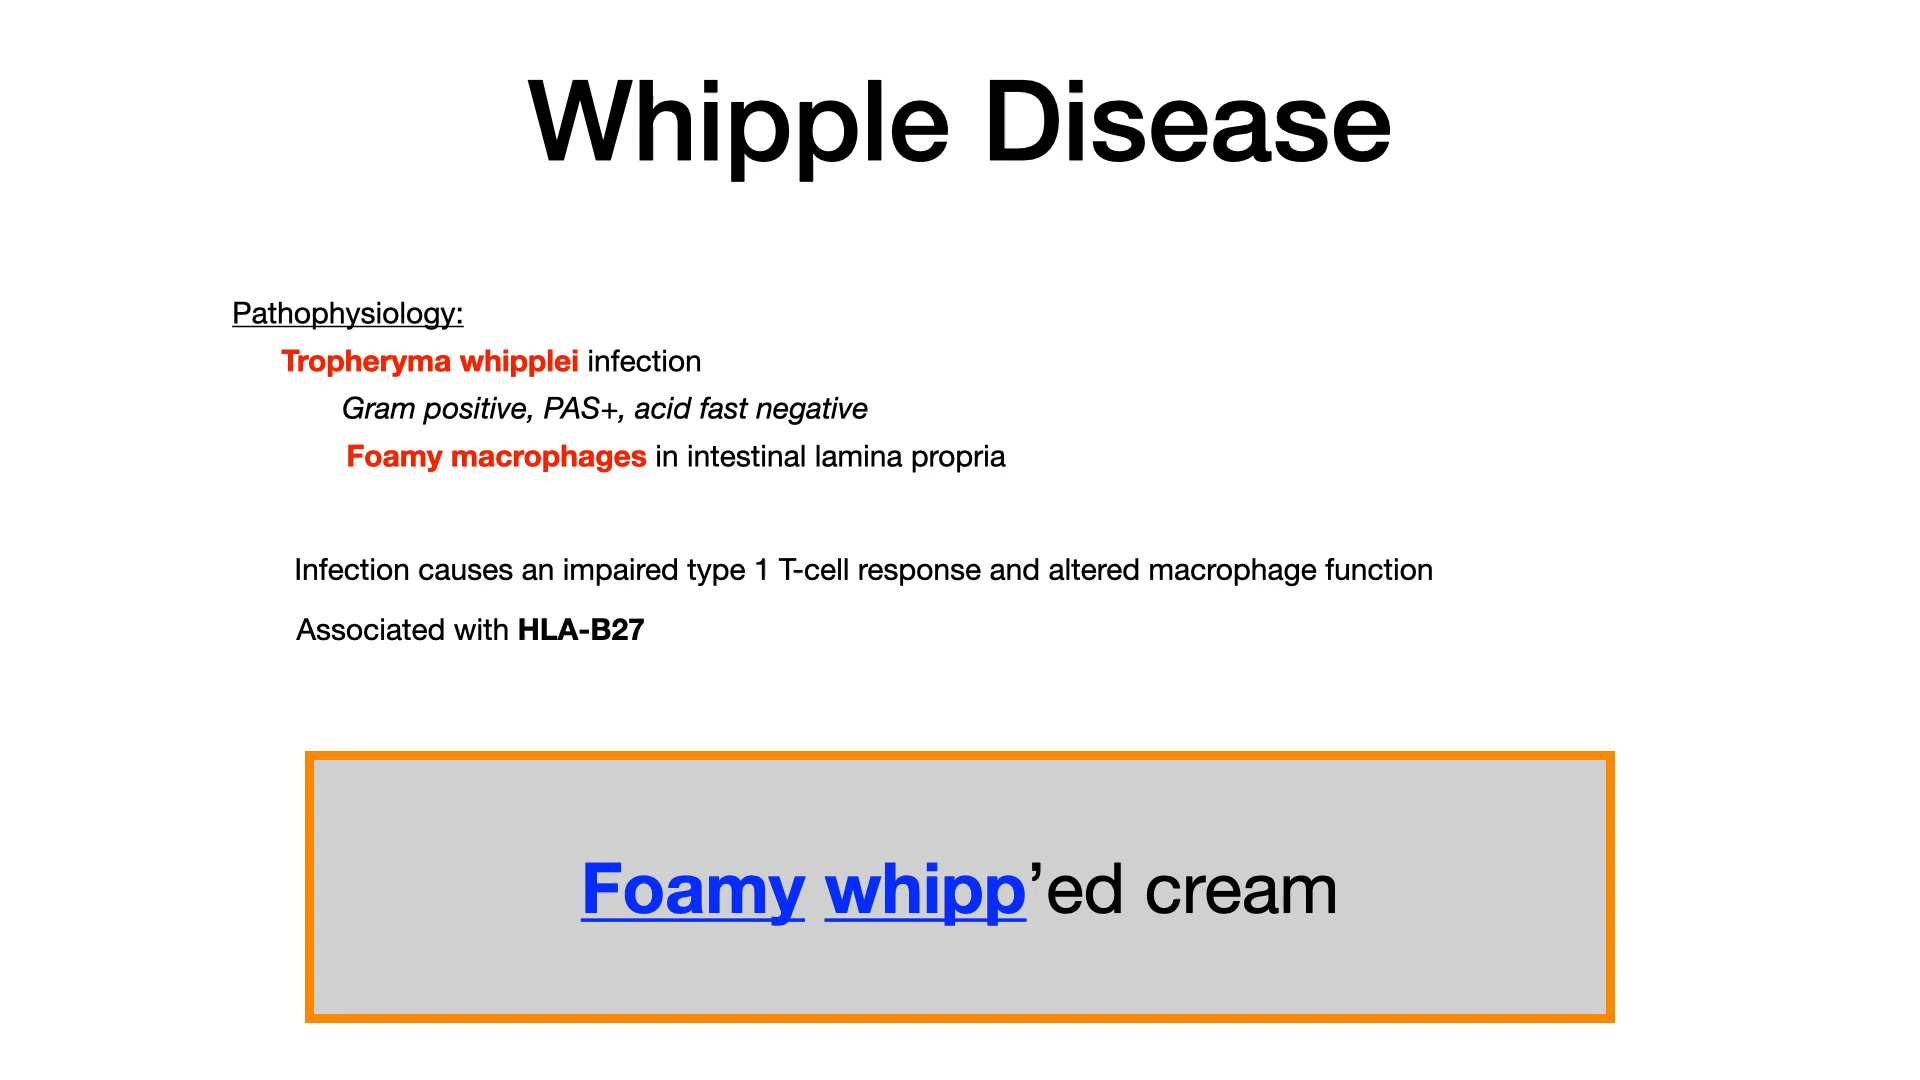 Whipple Disease
Pathophysiology:
Tropheryma whipplei infection
Gram positive, PAS+, acid fast negative
Foamy macrophages in intestinal lamina propria
Infection causes an impaired type 1 T-cell response and altered macrophage function
Associated with HLA-B27
Foamy whipp’ed cream